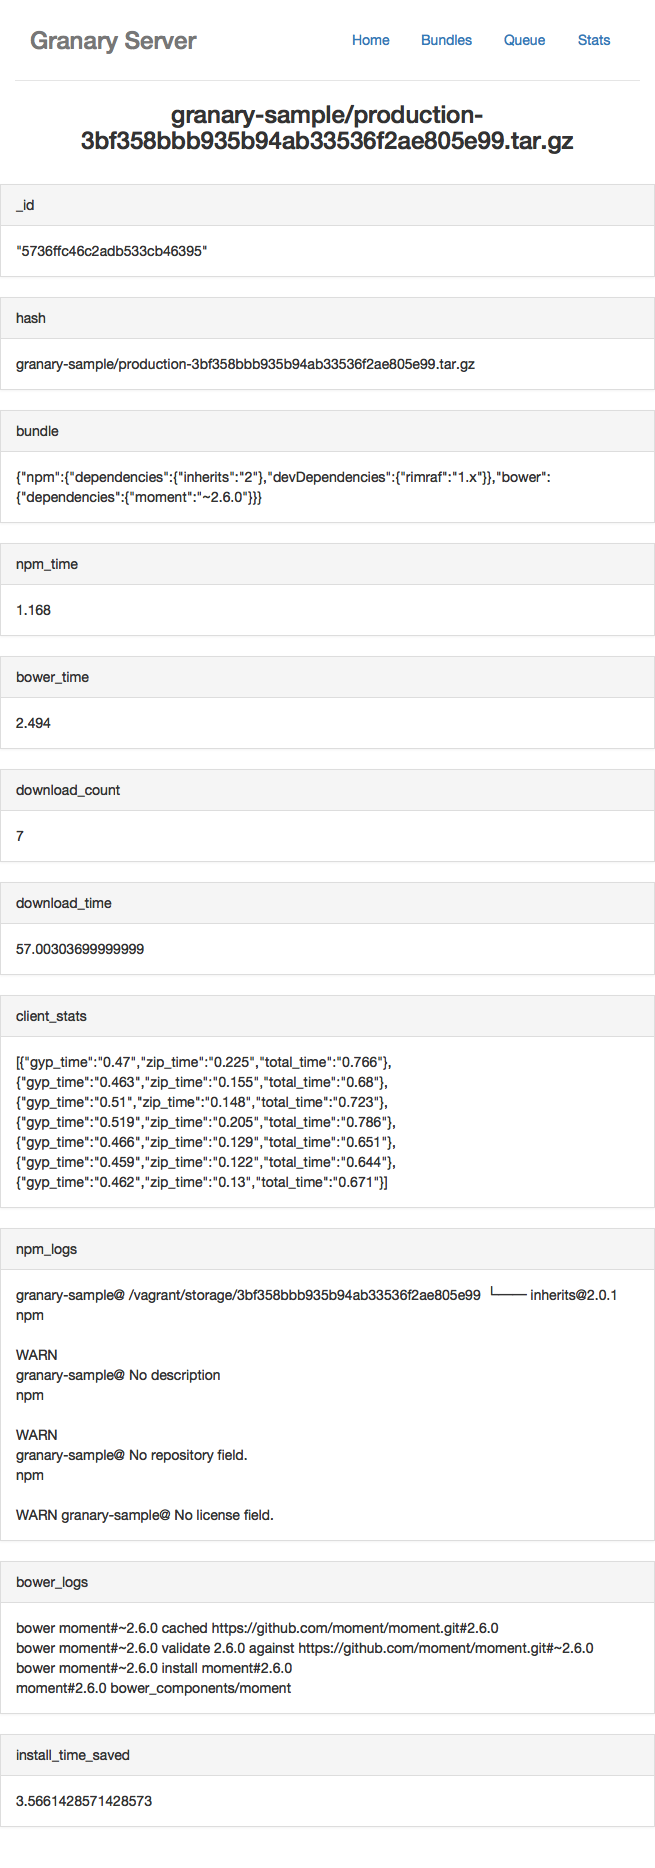 Granary Server
Home Bundles Queue Stats
granary-sample/production-
3bf358bbb935b94ab33536f2ae805e99.tar.gz
_id
"5736ffc46c2adb533cb46395"
hash
granary-sample/production-3bf358bbb935b94ab33536f2ae805e99.tar.gz
bundle
{"npm":{"dependencies":{"inherits":"2"},"devDependencies":{"rimraf":"1.x"}},"bower":
{"dependencies":{"moment":"~2.6.0"}}}
npm_time
1.168
bower_time
2.494
download_count
7
download_time
57.00303699999999
client_stats
[{"gyp_time":"0.47","zip_time":"0.225","total_time":"0.766"},
{"gyp_time":"0.463","zip_time":"0.155","total_time":"0.68"},
{"gyp_time":"0.51","zip_time":"0.148","total_time":"0.723"},
{"gyp_time":"0.519","zip_time":"0.205","total_time":"0.786"},
{"gyp_time":"0.466","zip_time":"0.129","total_time":"0.651"},
{"gyp_time":"0.459","zip_time":"0.122","total_time":"0.644"},
{"gyp_time":"0.462","zip_time":"0.13","total_time":"0.671"}]
npm_logs
granary-sample@ /vagrant/storage/3bf358bbb935b94ab33536f2ae805e99 └── inherits@2.0.1
npm
WARN
granary-sample@ No description
npm
WARN
granary-sample@ No repository field.
npm
WARN granary-sample@ No license field.
bower_logs
bower moment#~2.6.0 cached https://github.com/moment/moment.git#2.6.0
bower moment#~2.6.0 validate 2.6.0 against https://github.com/moment/moment.git#~2.6.0
bower moment#~2.6.0 install moment#2.6.0
moment#2.6.0 bower_components/moment
install_time_saved
3.5661428571428573